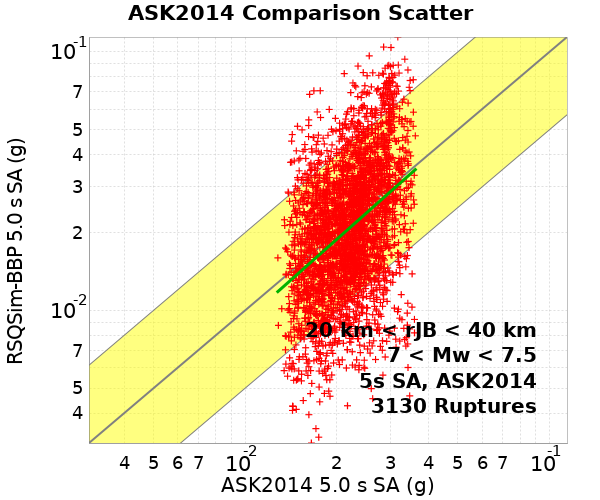 ASK2014 Comparison Scatter
10-1
7
5
4
3
2
10-2
7
5
4
RSQSim-BBP 5.0 s SA (g)
20 km < rJB < 40 km
7 < Mw < 7.5
5s SA, ASK2014
3130 Ruptures
4 5 6 7 10-2 2 3 4 5 6 7 10-1
ASK2014 5.0 s SA (g)